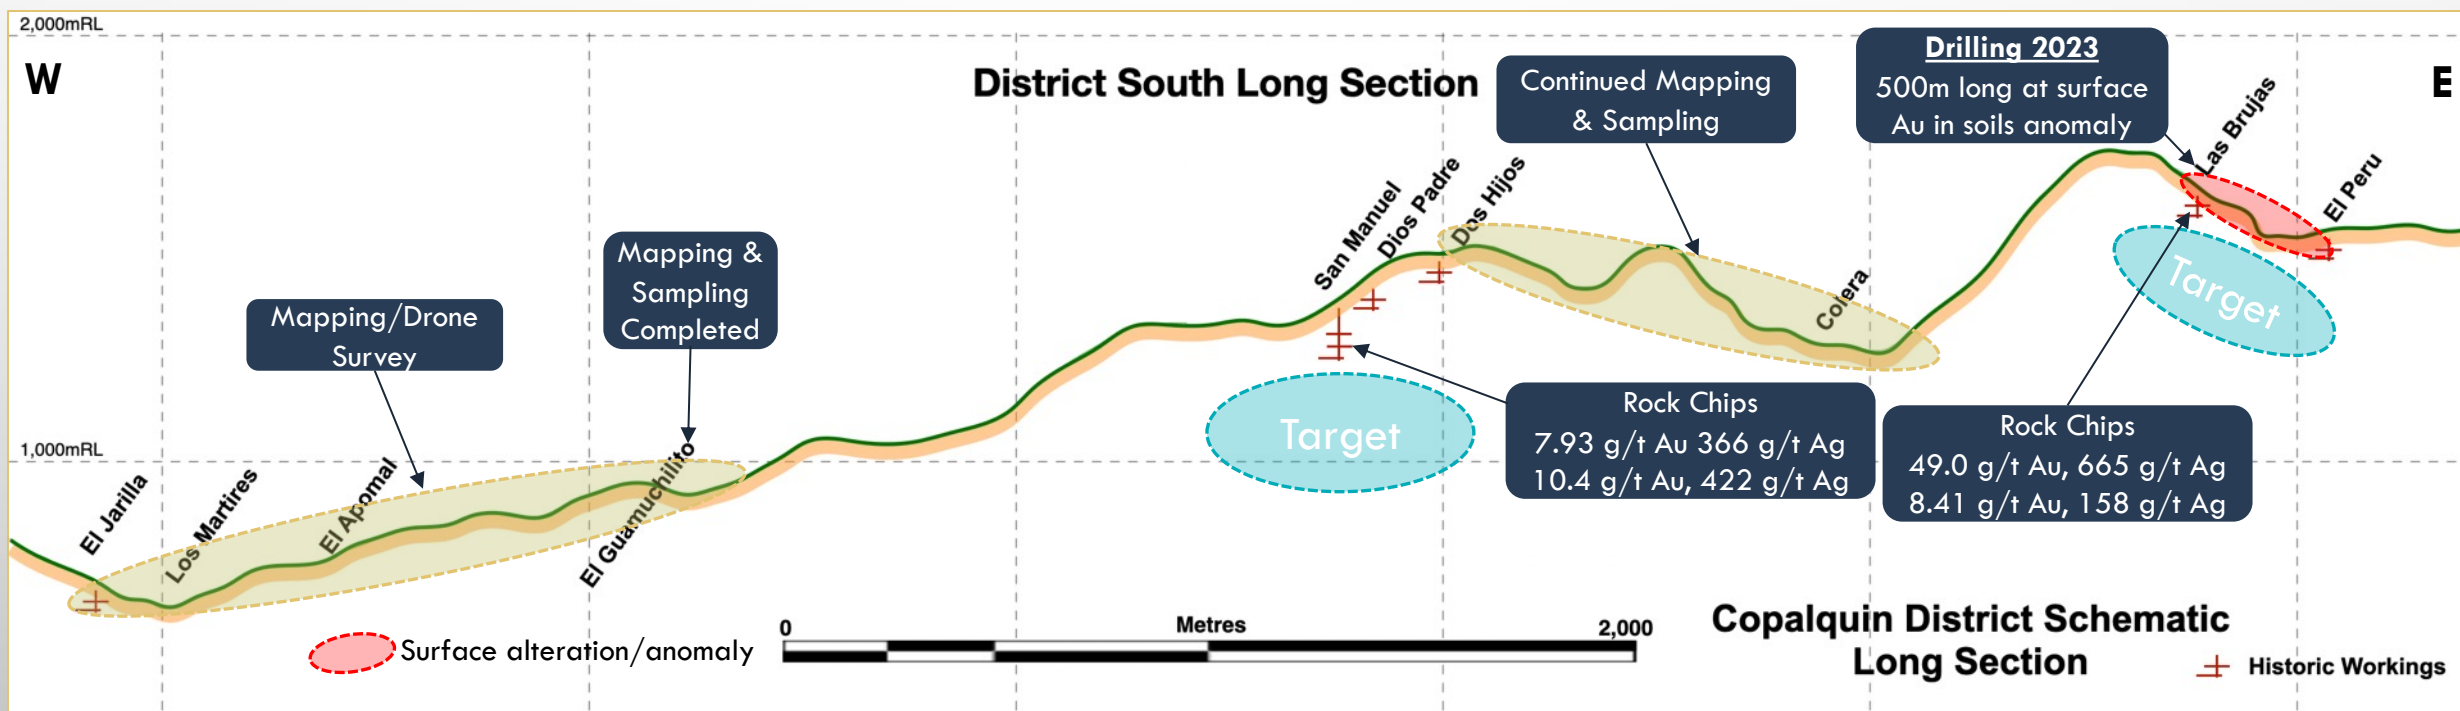 2,000mRL
W
District South Long Section
E
Continued Mapping
& Sampling
Drilling 2023
500m long at surface
Au in soils anomaly
Las Brujas
El Peru
San Manuel
Dios Padre
Dos Hijos
Colera
Target
Mapping &
Sampling
Completed
Mapping/Drone
Survey
Target
Rock Chips
7.93 g/t Au 366 g/t Ag
10.4 g/t Au, 422 g/t Ag
Rock Chips
49.0 g/t Au, 665 g/t Ag
8.41 g/t Au, 158 g/t Ag
1,000mRL
El Jarilla
Los Martires
El Apomal
El Guamuchilito
Surface alteration/anomaly
0
Metres
2,000
Copalquin District Schematic
Long Section
Historic Workings